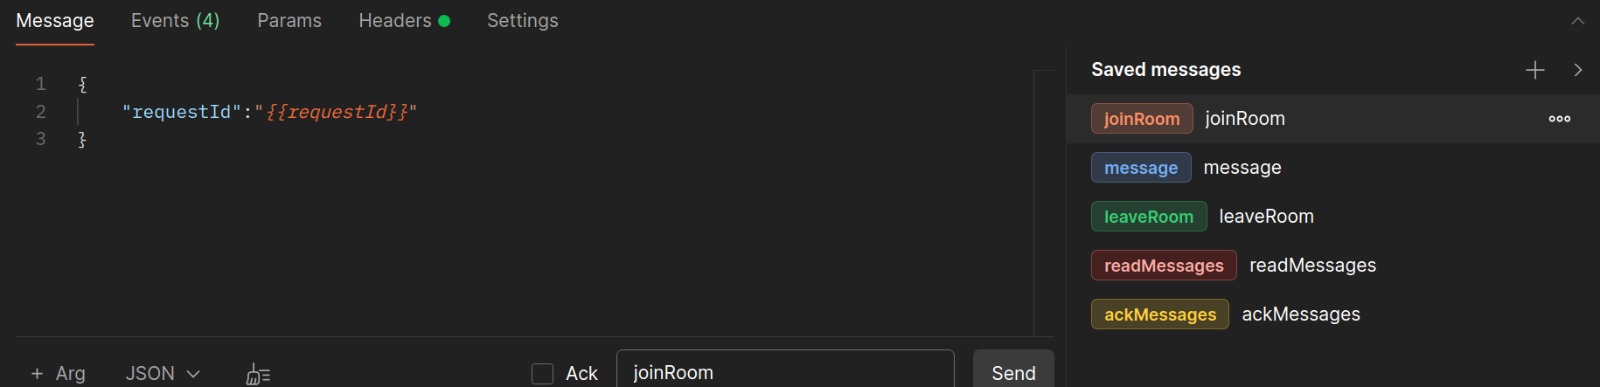 Message Events (4) Params Headers Settings
1 {
2 "requestId":"{{requestId}}"
3 }
+ Arg JSON Ack joinRoom Send
Saved messages
joinRoom joinRoom
message message
leaveRoom leaveRoom
readMessages readMessages
ackMessages ackMessages